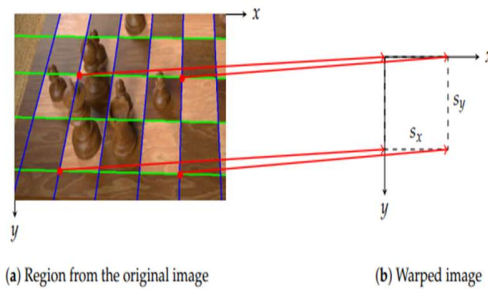 x
y
(a) Region from the original image
x
s_y
s_x
y
(b) Warped image